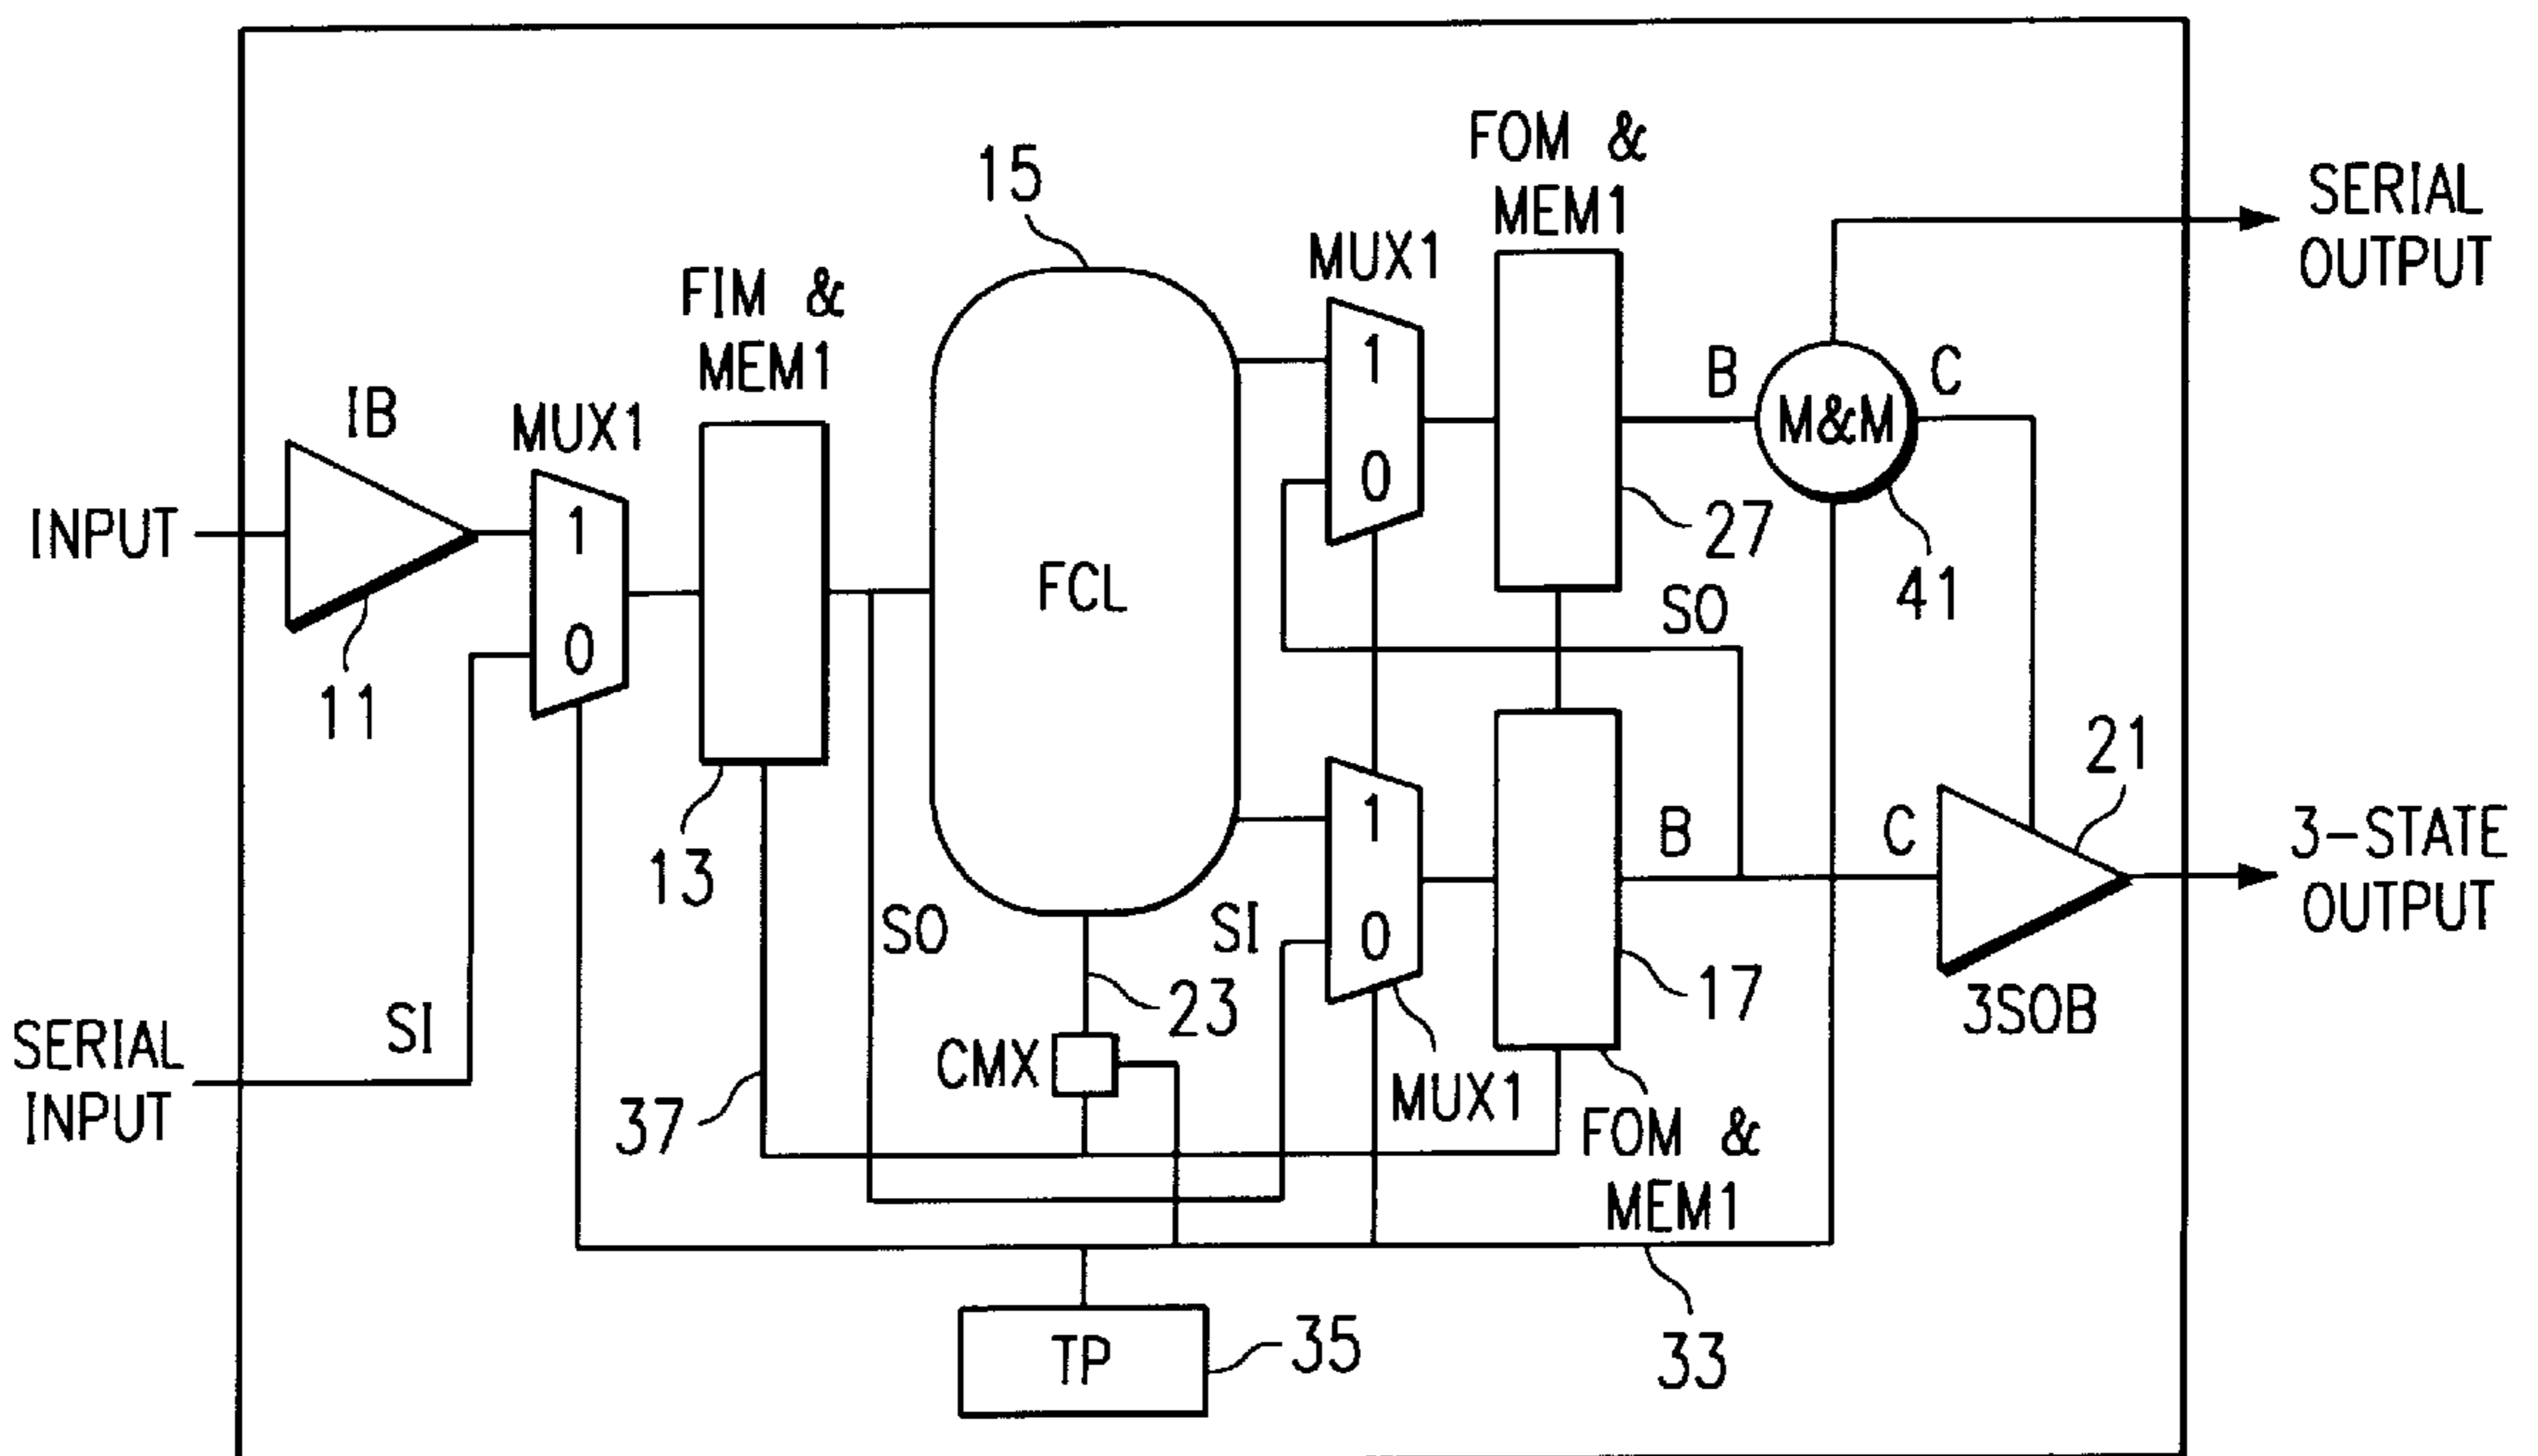 FOM &
MEM1
15
SERIAL
OUTPUT
MUX1
FIM &
MEM1
1
B
C
M&M
IB
MUX1
0
27
INPUT
1
FCL
41
SO
0
11
21
1
B
C
3-STATE
OUTPUT
13
SO
SI
0
17
23
3SOB
SERIAL
INPUT
SI
CMX
MUX1
37
FOM &
MEM1
TP
35
33